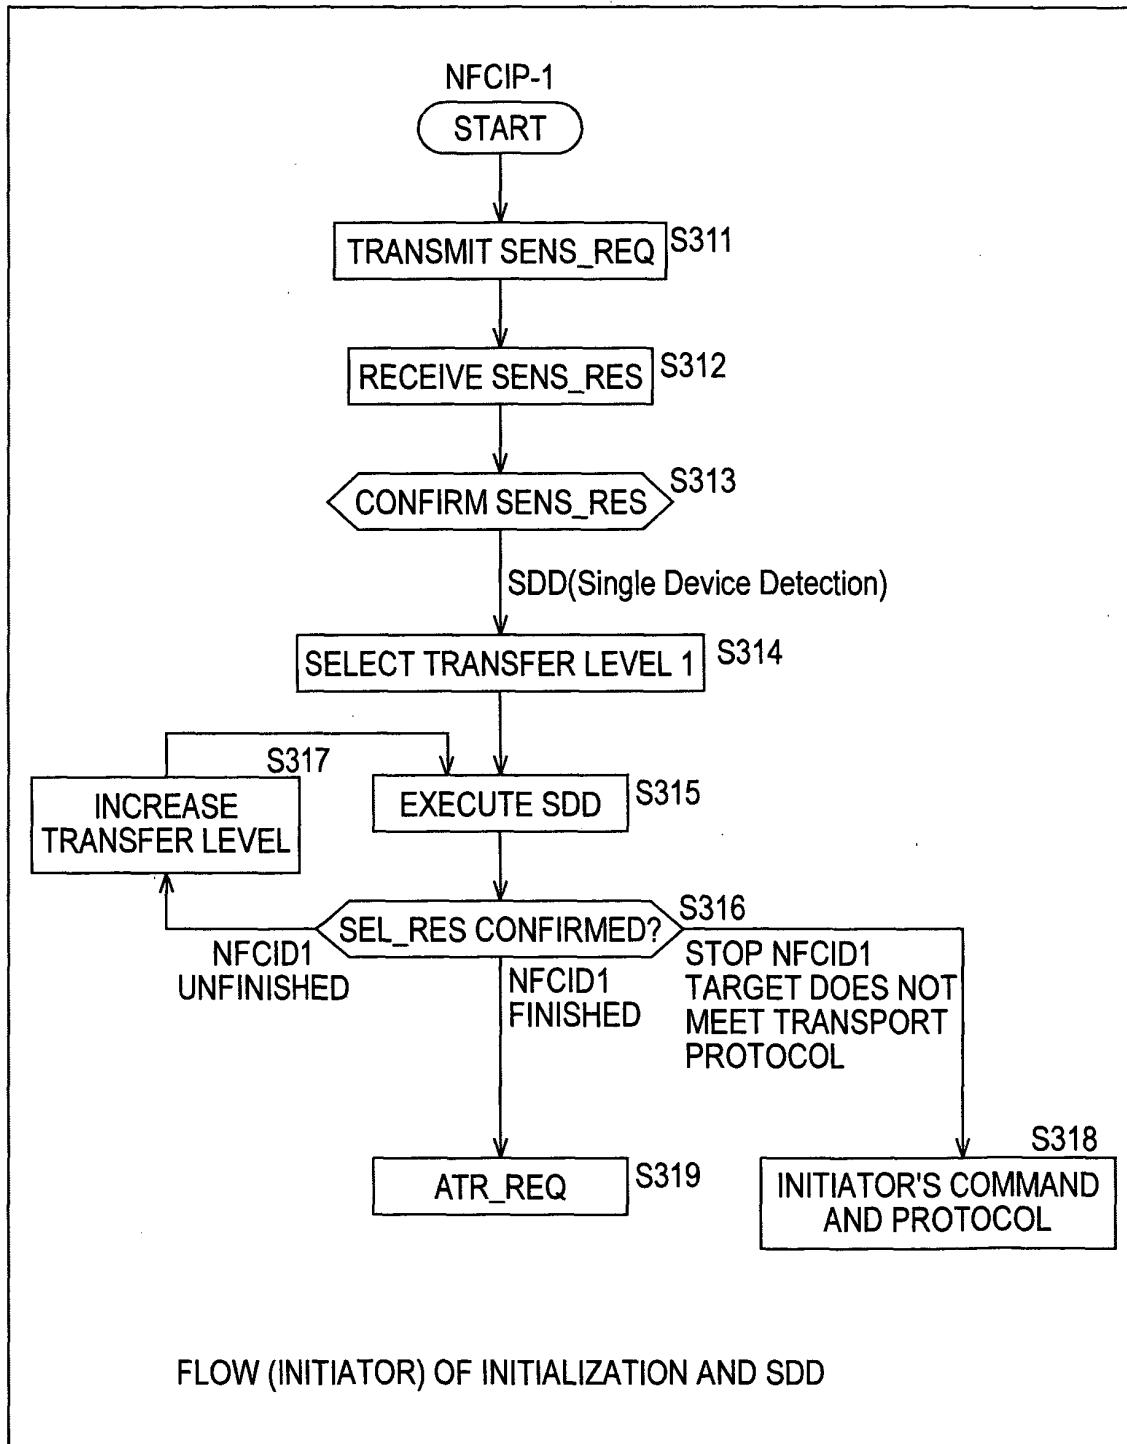 NFCIP-1
START
TRANSMIT SENS_REQ
S311
RECEIVE SENS_RES
S312
CONFIRM SENS_RES
S313
SDD(Single Device Detection)
SELECT TRANSFER LEVEL 1
S314
S317
INCREASE
TRANSFER LEVEL
EXECUTE SDD
S315
SEL_RES CONFIRMED?
S316
NFCID1
UNFINISHED
NFCID1
FINISHED
STOP NFCID1
TARGET DOES NOT
MEET TRANSPORT
PROTOCOL
ATR_REQ
S319
S318
INITIATOR'S COMMAND
AND PROTOCOL
FLOW (INITIATOR) OF INITIALIZATION AND SDD